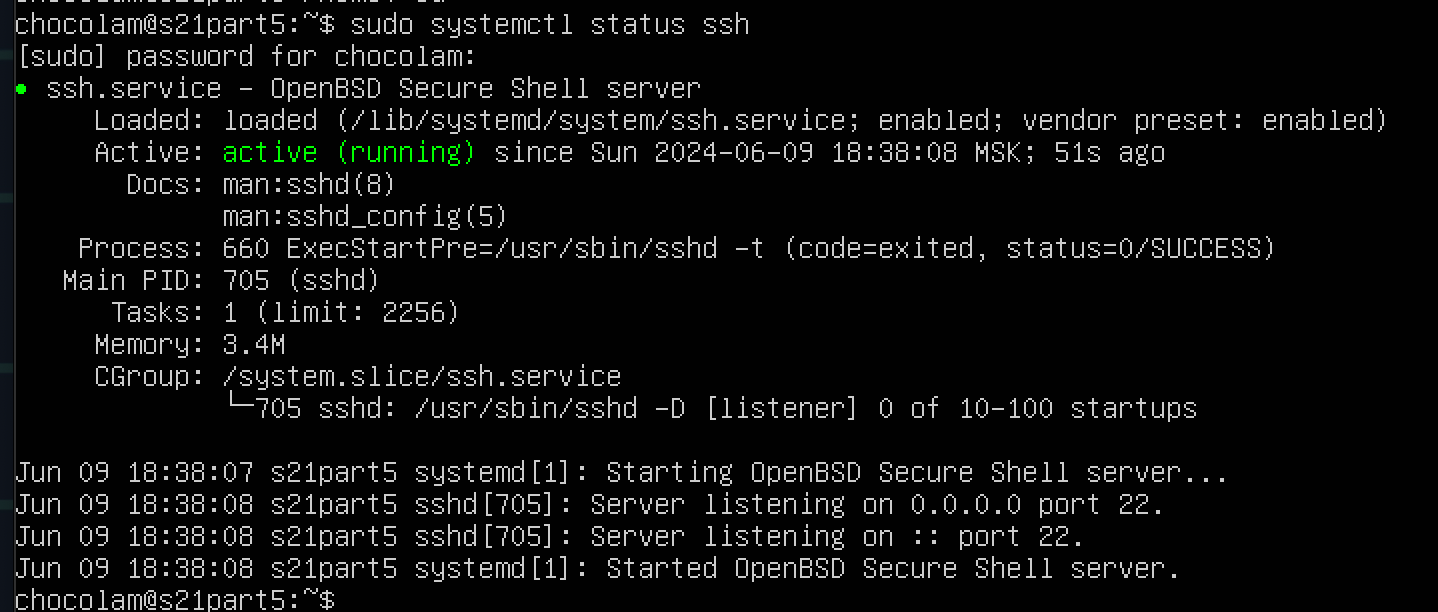 chocolam@s21part5:~$ sudo systemctl status ssh
[sudo] password for chocolam:
● ssh.service - OpenBSD Secure Shell server
     Loaded: loaded (/lib/systemd/system/ssh.service; enabled; vendor preset: enabled)
     Active: active (running) since Sun 2024-06-09 18:38:08 MSK; 51s ago
       Docs: man:sshd(8)
             man:sshd_config(5)
    Process: 660 ExecStartPre=/usr/sbin/sshd -t (code=exited, status=0/SUCCESS)
   Main PID: 705 (sshd)
      Tasks: 1 (limit: 2256)
     Memory: 3.4M
     CGroup: /system.slice/ssh.service
             └─705 sshd: /usr/sbin/sshd -D [listener] 0 of 10-100 startups

Jun 09 18:38:07 s21part5 systemd[1]: Starting OpenBSD Secure Shell server...
Jun 09 18:38:08 s21part5 sshd[705]: Server listening on 0.0.0.0 port 22.
Jun 09 18:38:08 s21part5 sshd[705]: Server listening on :: port 22.
Jun 09 18:38:08 s21part5 systemd[1]: Started OpenBSD Secure Shell server.
chocolam@s21part5:~$